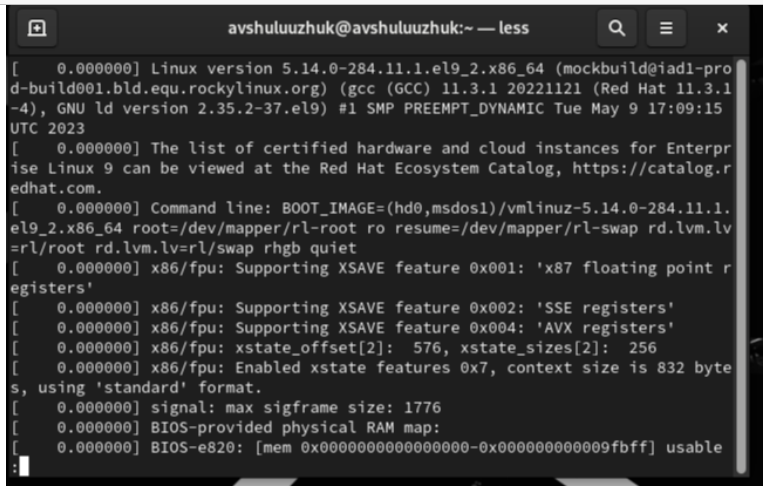 avshuluuzhuk@avshuluuzhuk:~ — less
[    0.000000] Linux version 5.14.0-284.11.1.el9_2.x86_64 (mockbuild@iad1-pro
d-build001.bld.equ.rockylinux.org) (gcc (GCC) 11.3.1 20221121 (Red Hat 11.3.1
-4), GNU ld version 2.35.2-37.el9) #1 SMP PREEMPT_DYNAMIC Tue May 9 17:09:15
UTC 2023
[    0.000000] The list of certified hardware and cloud instances for Enterpr
ise Linux 9 can be viewed at the Red Hat Ecosystem Catalog, https://catalog.r
edhat.com.
[    0.000000] Command line: BOOT_IMAGE=(hd0,msdos1)/vmlinuz-5.14.0-284.11.1.
el9_2.x86_64 root=/dev/mapper/rl-root ro resume=/dev/mapper/rl-swap rd.lvm.lv
=rl/root rd.lvm.lv=rl/swap rhgb quiet
[    0.000000] x86/fpu: Supporting XSAVE feature 0x001: 'x87 floating point r
egisters'
[    0.000000] x86/fpu: Supporting XSAVE feature 0x002: 'SSE registers'
[    0.000000] x86/fpu: Supporting XSAVE feature 0x004: 'AVX registers'
[    0.000000] x86/fpu: xstate_offset[2]:  576, xstate_sizes[2]:  256
[    0.000000] x86/fpu: Enabled xstate features 0x7, context size is 832 byte
s, using 'standard' format.
[    0.000000] signal: max sigframe size: 1776
[    0.000000] BIOS-provided physical RAM map:
[    0.000000] BIOS-e820: [mem 0x0000000000000000-0x000000000009fbff] usable
: